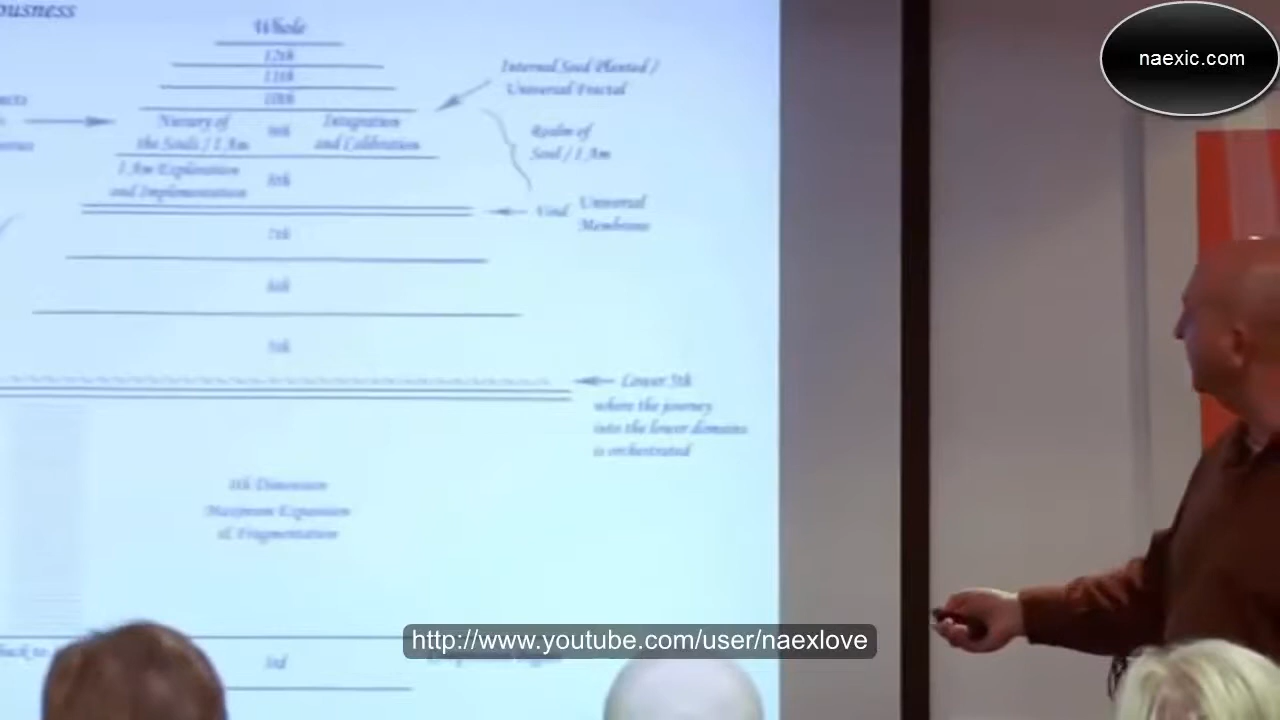 ousness
naexic.com
Whole
12th
11th
10th
Internal Seed Planted /
Universal Fractal
Nursery of
the Souls / I Am
9th
Integration
and Calibration
Realm of
Soul / I Am
I Am Exploration
and Implementation
8th
Void
Universal
Membrane
7th
6th
5th
Lower 5th
where the journey
into the lower domains
is orchestrated
4th Dimension
Maximum Expansion
& Fragmentation
http://www.youtube.com/user/naexlove
back to
3rd